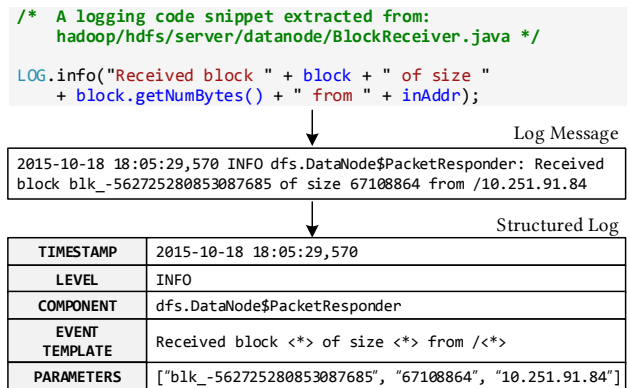 /* A logging code snippet extracted from:
hadoop/hdfs/server/datanode/BlockReceiver.java */
LOG.info("Received block " + block + " of size "
+ block.getNumBytes() + " from " + inAddr);
Log Message
2015-10-18 18:05:29,570 INFO dfs.DataNode$PacketResponder: Received
block blk_-562725280853087685 of size 67108864 from /10.251.91.84
Structured Log
TIMESTAMP 2015-10-18 18:05:29,570
LEVEL INFO
COMPONENT dfs.DataNode$PacketResponder
EVENT
TEMPLATE Received block <*> of size <*> from /<*>
PARAMETERS ["blk_-562725280853087685", "67108864", "10.251.91.84"]